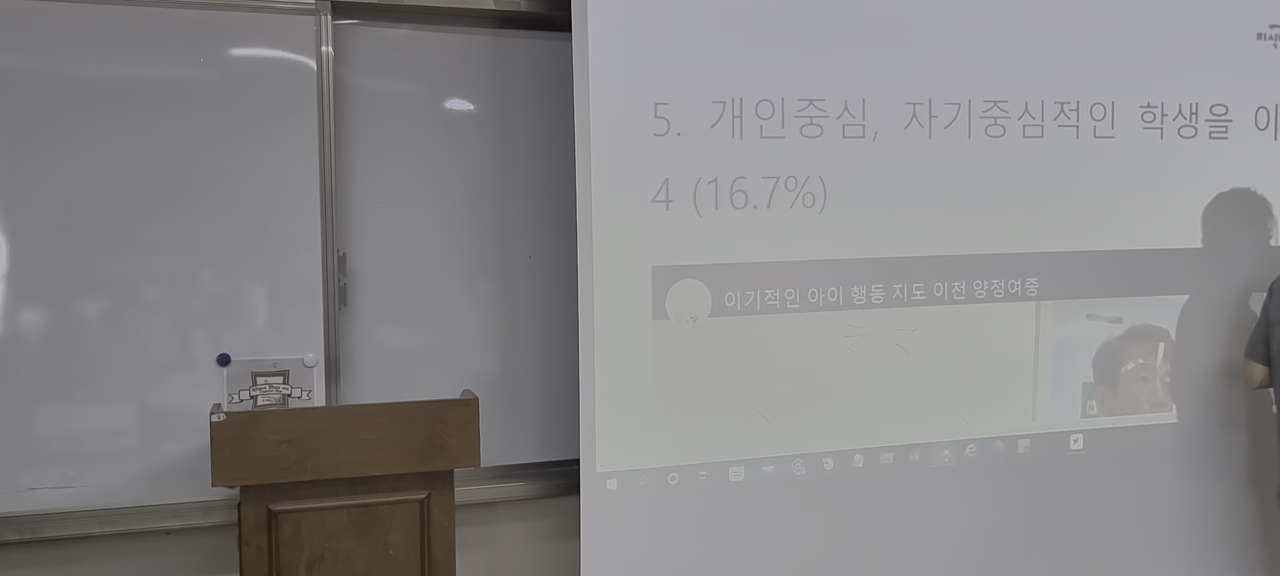 5. 개인중심, 자기중심적인 학생을 이
4 (16.7%)
이기적인 아이 행동 지도 이천 양정여중